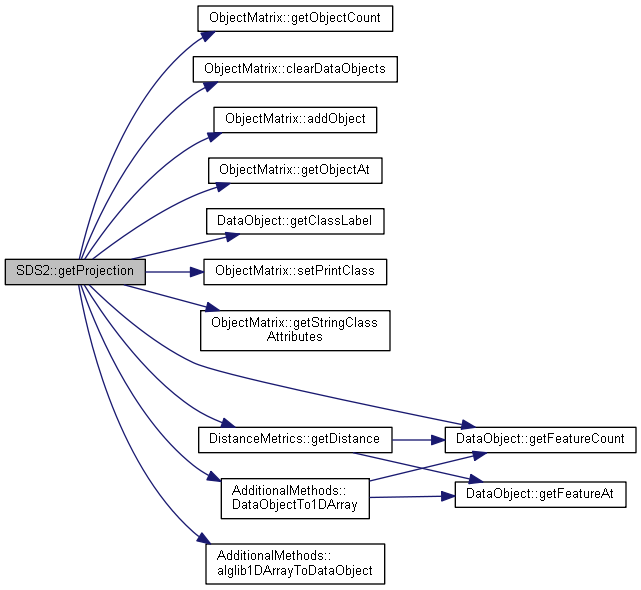 ObjectMatrix::getObjectCount
ObjectMatrix::clearDataObjects
ObjectMatrix::addObject
ObjectMatrix::getObjectAt
DataObject::getClassLabel
SDS2::getProjection
ObjectMatrix::setPrintClass
ObjectMatrix::getStringClass
Attributes
DistanceMetrics::getDistance
DataObject::getFeatureCount
AdditionalMethods::
DataObjectTo1DArray
DataObject::getFeatureAt
AdditionalMethods::
alglib1DArrayToDataObject